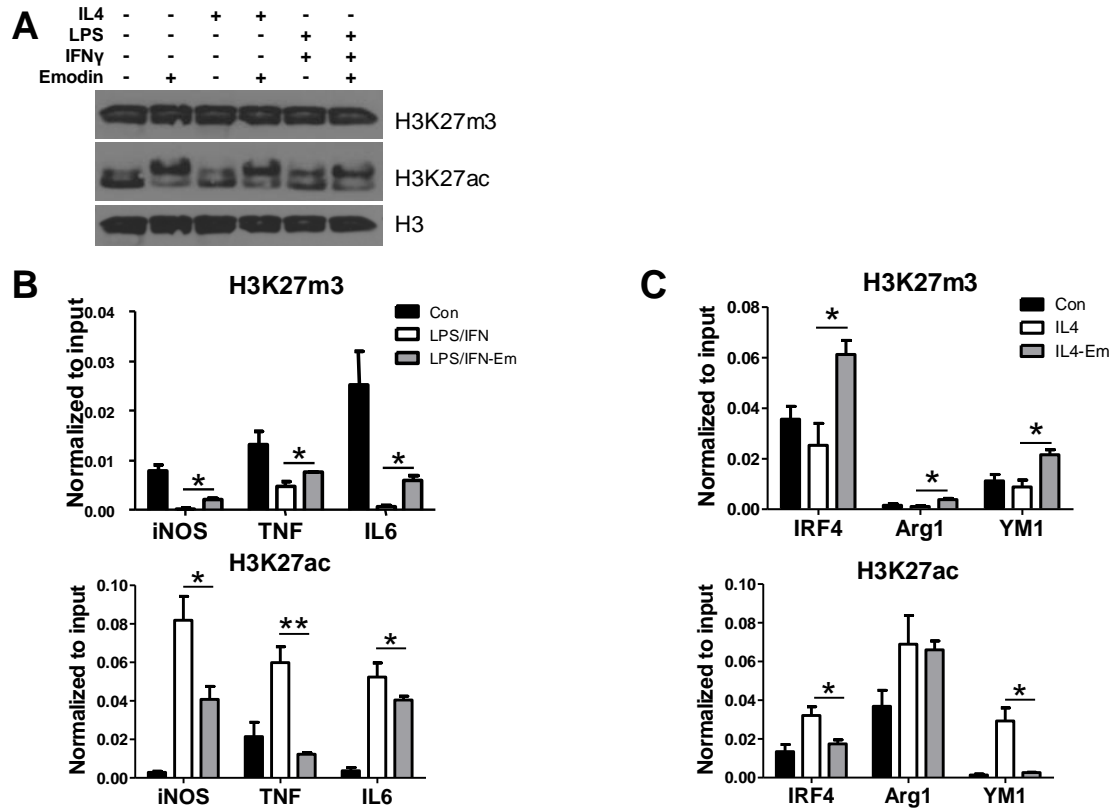 A
IL4 - - + + - -
LPS - - - - + +
IFNγ - - - - + +
Emodin - + - + - +
H3K27m3
H3K27ac
H3
B
H3K27m3
Normalized to input
0.04
0.03
0.02
0.01
0.00
* * *
iNOS TNF IL6
Con
LPS/IFN
LPS/IFN-Em
H3K27ac
Normalized to input
0.10
0.08
0.06
0.04
0.02
0.00
* ** *
iNOS TNF IL6
C
H3K27m3
Normalized to input
0.08
0.06
0.04
0.02
0.00
* * *
IRF4 Arg1 YM1
Con
IL4
IL4-Em
H3K27ac
Normalized to input
0.10
0.08
0.06
0.04
0.02
0.00
* *
IRF4 Arg1 YM1